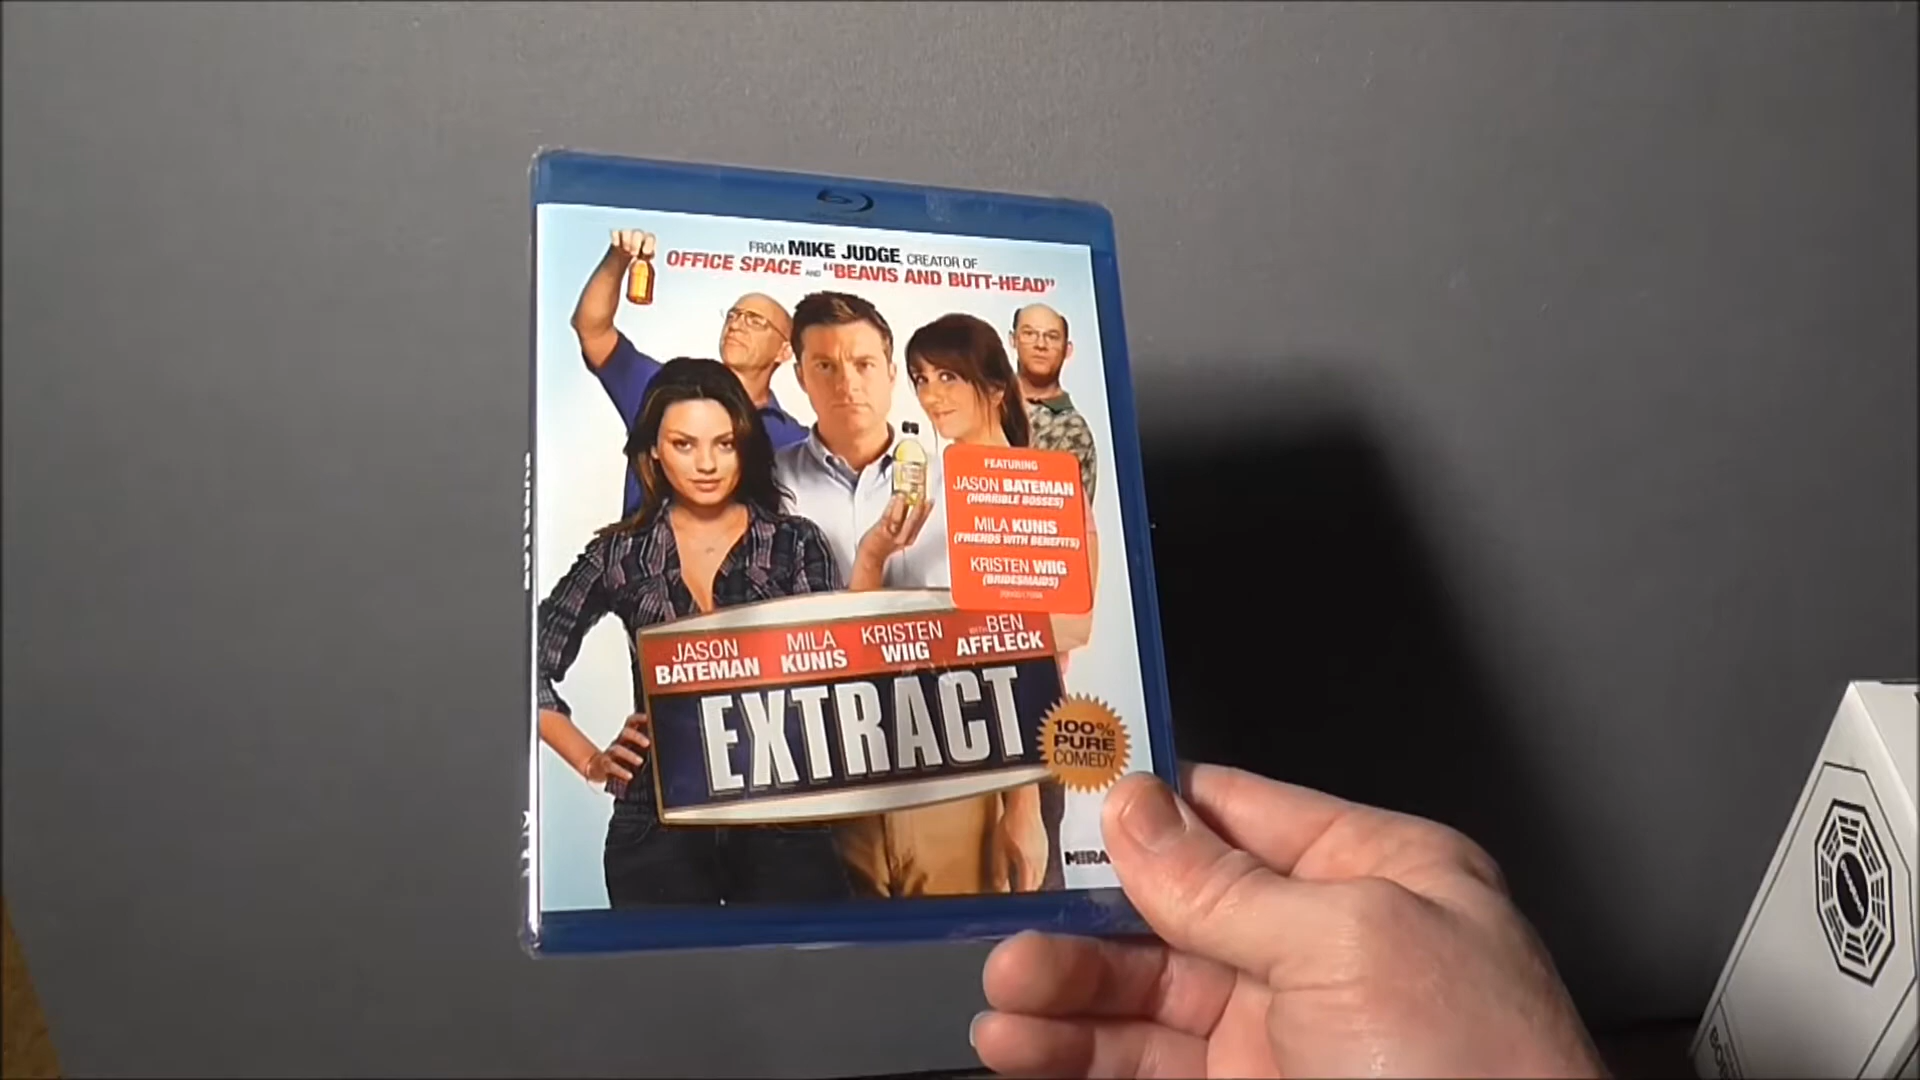 FROM MIKE JUDGE, CREATOR OF
OFFICE SPACE AND "BEAVIS AND BUTT-HEAD"
FEATURING
JASON BATEMAN
(HORRIBLE BOSSES)
MILA KUNIS
(FRIENDS WITH BENEFITS)
KRISTEN WIIG
(BRIDESMAIDS)
JASON BATEMAN
MILA KUNIS
KRISTEN WIIG
WITH BEN AFFLECK
EXTRACT
100%
PURE
COMEDY
MIRA
EXTRACT